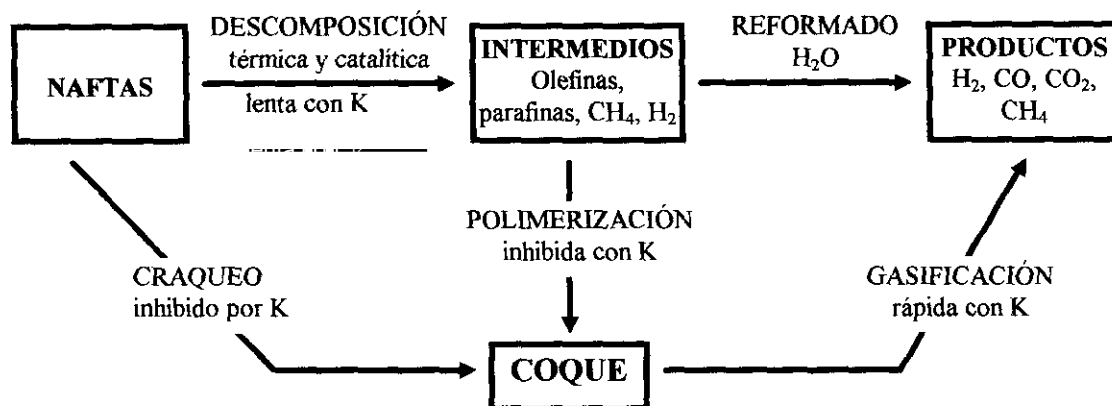 NAFTAS
DESCOMPOSICIÓN
térmica y catalítica
lenta con K
INTERMEDIOS
Olefinas,
parafinas, CH₄, H₂
REFORMADO
H₂O
PRODUCTOS
H₂, CO, CO₂,
CH₄
CRAQUEO
inhibido por K
POLIMERIZACIÓN
inhibida con K
GASIFICACIÓN
rápida con K
COQUE